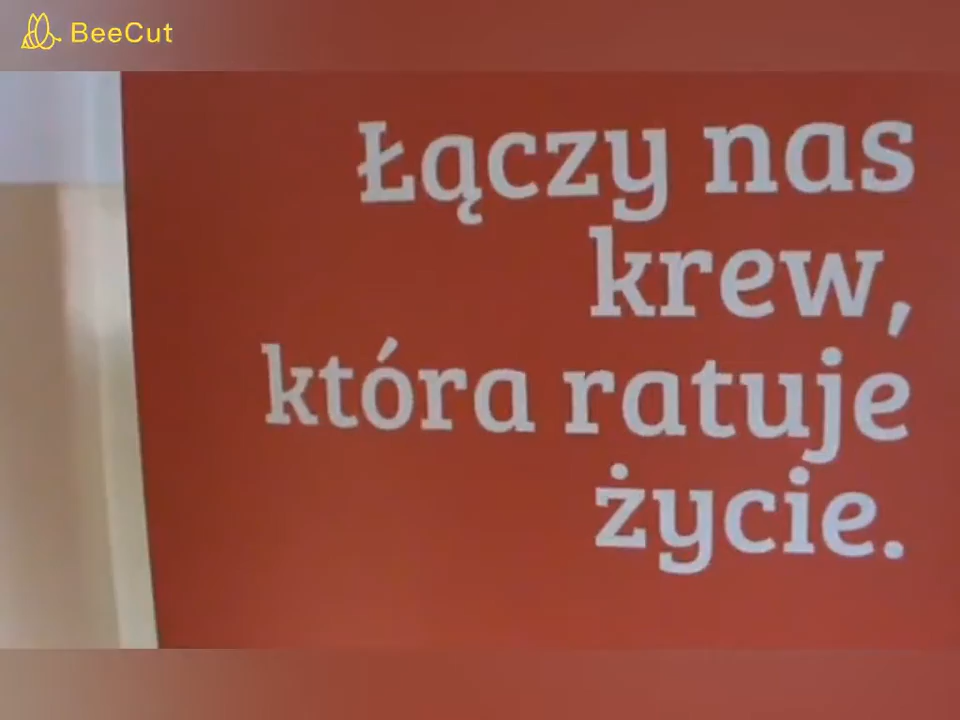 BeeCut
Łączy nas
krew,
która ratuje
życie.